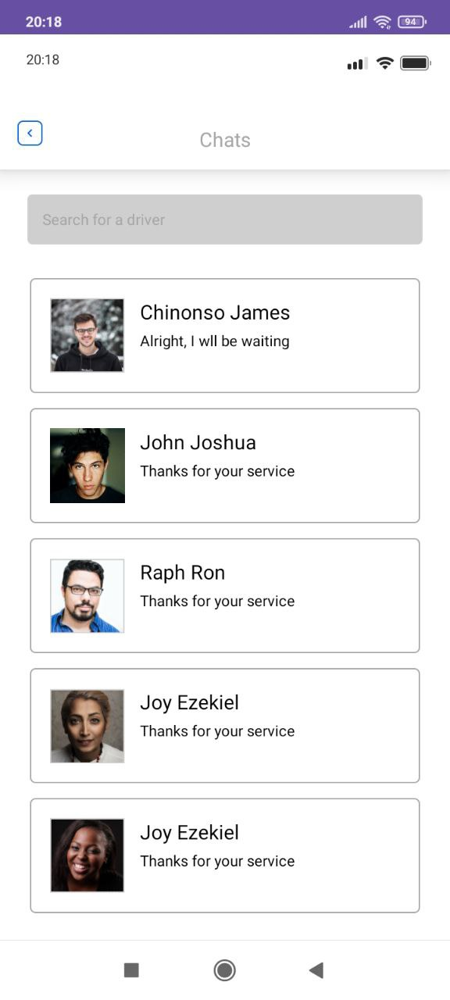 20:18
94
20:18
Chats
Search for a driver
Chinonso James
Alright, I wll be waiting
John Joshua
Thanks for your service
Raph Ron
Thanks for your service
Joy Ezekiel
Thanks for your service
Joy Ezekiel
Thanks for your service